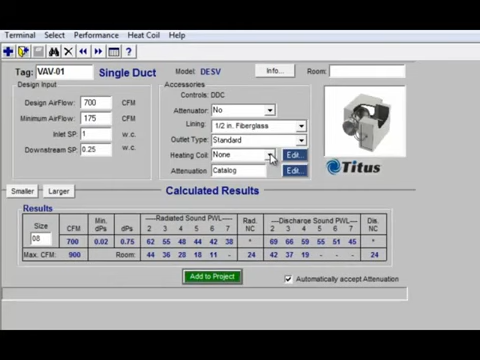 Terminal Select Performance Heat Coil Help
Tag: VAV-01 Single Duct Model: DESV Info... Room:
Design Input
Design AirFlow: 700 CFM
Minimum AirFlow: 175 CFM
Inlet SP 1 w.c.
Downstream SP 0.25 w.c.
Accessories
Controls: DDC
Attenuator: No
Lining: 1/2 in. Fiberglass
Outlet Type: Standard
Heating Coil: None Edit...
Attenuation Catalog Edit...
Titus
Smaller Larger Calculated Results
Results
Size
08
CFM Min. dPs dPs ----Radiated Sound PWL---- 2 3 4 5 6 7 Rad. NC ---Discharge Sound PWL--- 2 3 4 5 6 7 Dis. NC
700 0.02 0.75 62 55 48 44 42 38 * 69 66 59 55 51 45 *
Max. CFM: 900 Room: 44 36 28 18 11 - 24 42 37 19 - - - 24
Add to Project Automatically accept Attenuation